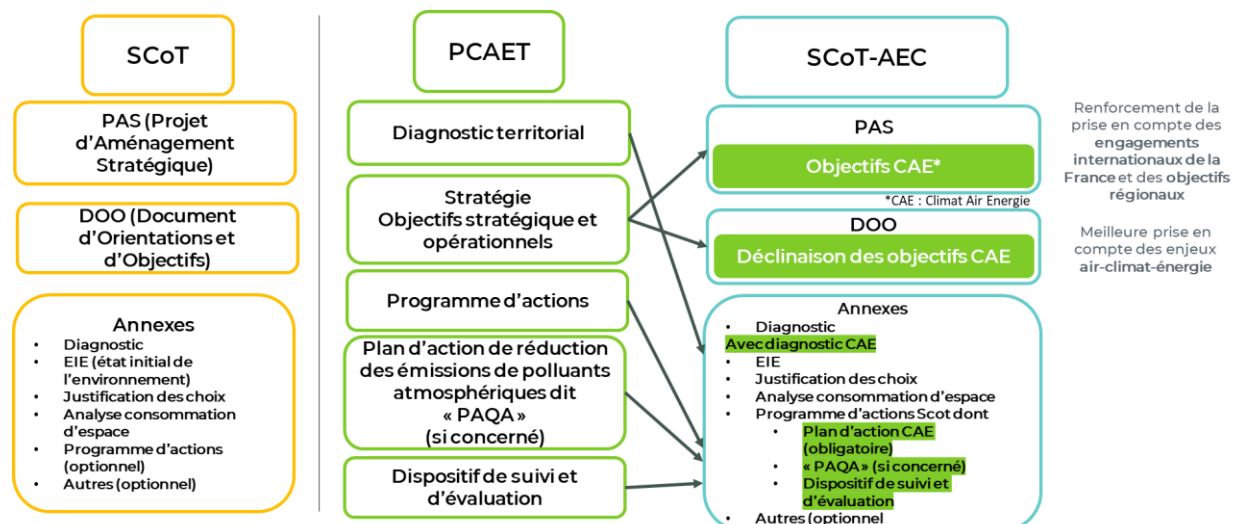 SCoT
PAS (Projet
d'Aménagement
Stratégique)
DOO (Document
d'Orientations et
d'Objectifs)
Annexes
• Diagnostic
• EIE (état initial de
l'environnement)
• Justification des choix
• Analyse consommation
d'espace
• Programme d'actions
(optionnel)
• Autres (optionnel)
PCAET
Diagnostic territorial
Stratégie
Objectifs stratégique et
opérationnels
Programme d'actions
Plan d'action de réduction
des émissions de polluants
atmosphériques dit
« PAQA »
(si concerné)
Dispositif de suivi et
d'évaluation
SCoT-AEC
PAS
Objectifs CAE*
*CAE : Climat Air Energie
DOO
Déclinaison des objectifs CAE
Annexes
• Diagnostic
Avec diagnostic CAE
• EIE
• Justification des choix
• Analyse consommation d'espace
• Programme d'actions Scot dont
• Plan d'action CAE
(obligatoire)
• « PAQA » (si concerné)
• Dispositif de suivi et
d'évaluation
• Autres (optionnel
Renforcement de la
prise en compte des
engagements
internationaux de la
France et des objectifs
régionaux
Meilleure prise en
compte des enjeux
air-climat-énergie